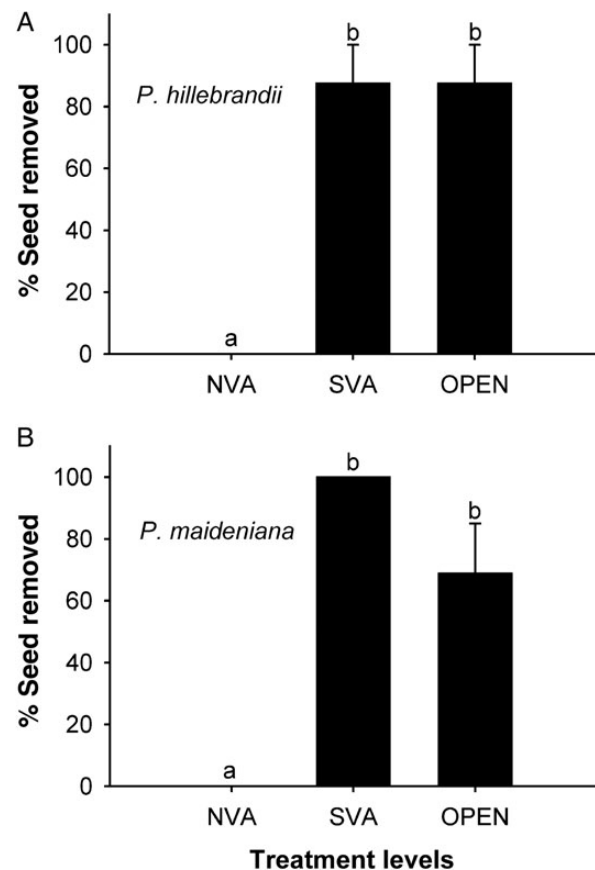 A
% Seed removed
100
80
60
40
20
0
P. hillebrandii
a
b
b
NVA SVA OPEN
B
% Seed removed
100
80
60
40
20
0
P. maideniana
a
b
b
NVA SVA OPEN
Treatment levels